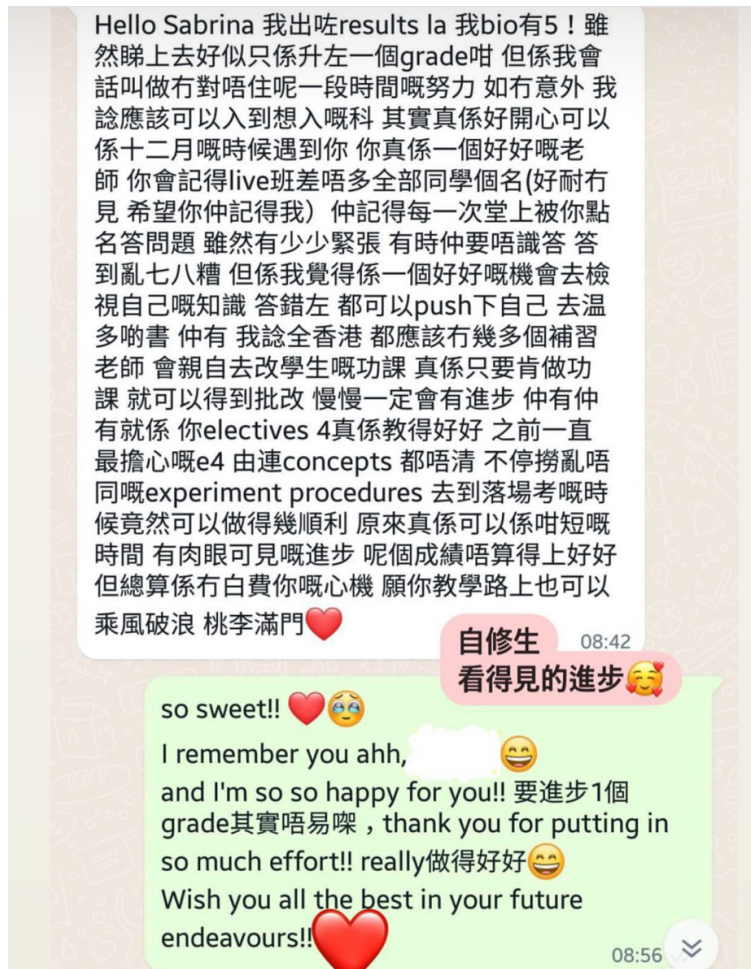 Hello Sabrina 我出咗results la 我bio有5！雖
然睇上去好似只係升左一個grade咁 但係我會
話叫做冇對唔住呢一段時間嘅努力 如冇意外 我
諗應該可以入到想入嘅科 其實真係好開心可以
係十二月嘅時候遇到你 你真係一個好好嘅老
師 你會記得live班差唔多全部同學個名(好耐冇
見 希望你仲記得我）仲記得每一次堂上被你點
名答問題 雖然有少少緊張 有時仲要唔識答 答
到亂七八糟 但係我覺得係一個好好嘅機會去檢
視自己嘅知識 答錯左 都可以push下自己 去温
多啲書 仲有 我諗全香港 都應該冇幾多個補習
老師 會親自去改學生嘅功課 真係只要肯做功
課 就可以得到批改 慢慢一定會有進步 仲有仲
有就係 你electives 4真係教得好好 之前一直
最擔心嘅e4 由連concepts 都唔清 不停撈亂唔
同嘅experiment procedures 去到落場考嘅時
候竟然可以做得幾順利 原來真係可以係咁短嘅
時間 有肉眼可見嘅進步 呢個成績唔算得上好好
但總算係冇白費你嘅心機 願你教學路上也可以
乘風破浪 桃李滿門❤️
08:42
自修生
看得見的進步🥰
so sweet!! ❤️🥹
I remember you ahh, 😄
and I'm so so happy for you!! 要進步1個
grade其實唔易㗎，thank you for putting in
so much effort!! really做得好好😄
Wish you all the best in your future
endeavours!!❤️
08:56